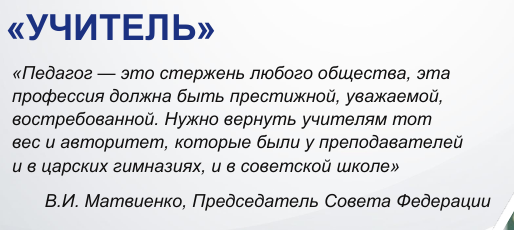 «УЧИТЕЛЬ»
«Педагог — это стержень любого общества, эта
профессия должна быть престижной, уважаемой,
востребованной. Нужно вернуть учителям тот
вес и авторитет, которые были у преподавателей
и в царских гимназиях, и в советской школе»
В.И. Матвиенко, Председатель Совета Федерации